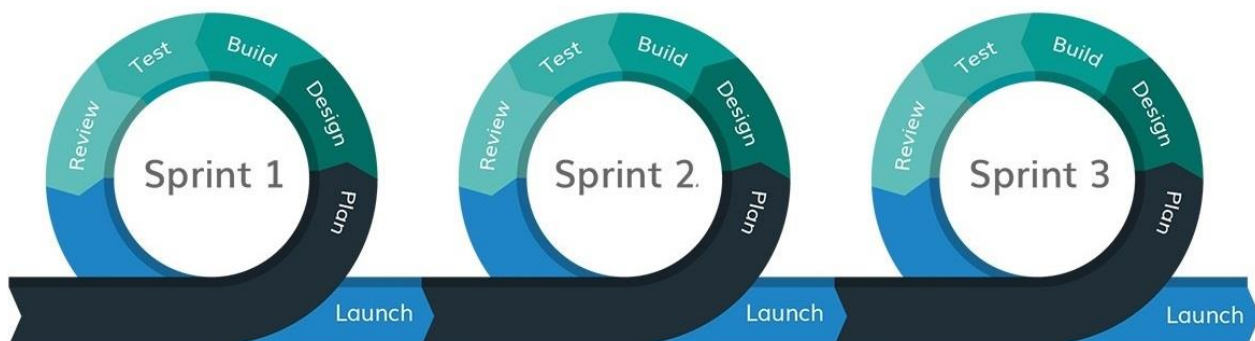 Sprint 1
Plan
Design
Build
Test
Review
Launch
Sprint 2.
Plan
Design
Build
Test
Review
Launch
Sprint 3
Plan
Design
Build
Test
Review
Launch